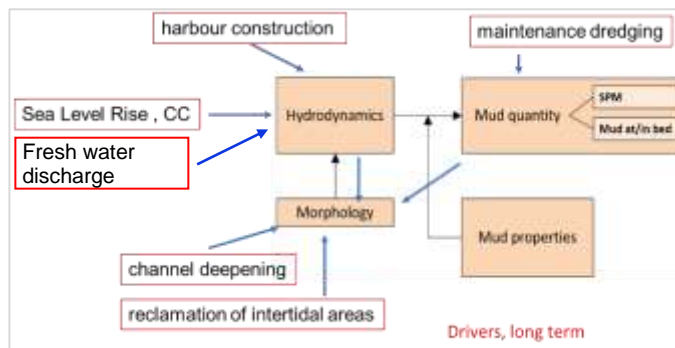 harbour construction
maintenance dredging
Sea Level Rise , CC
Hydrodynamics
Mud quantity
SPM
Mud at/in bed
Fresh water
discharge
Morphology
Mud properties
channel deepening
reclamation of intertidal areas
Drivers, long term